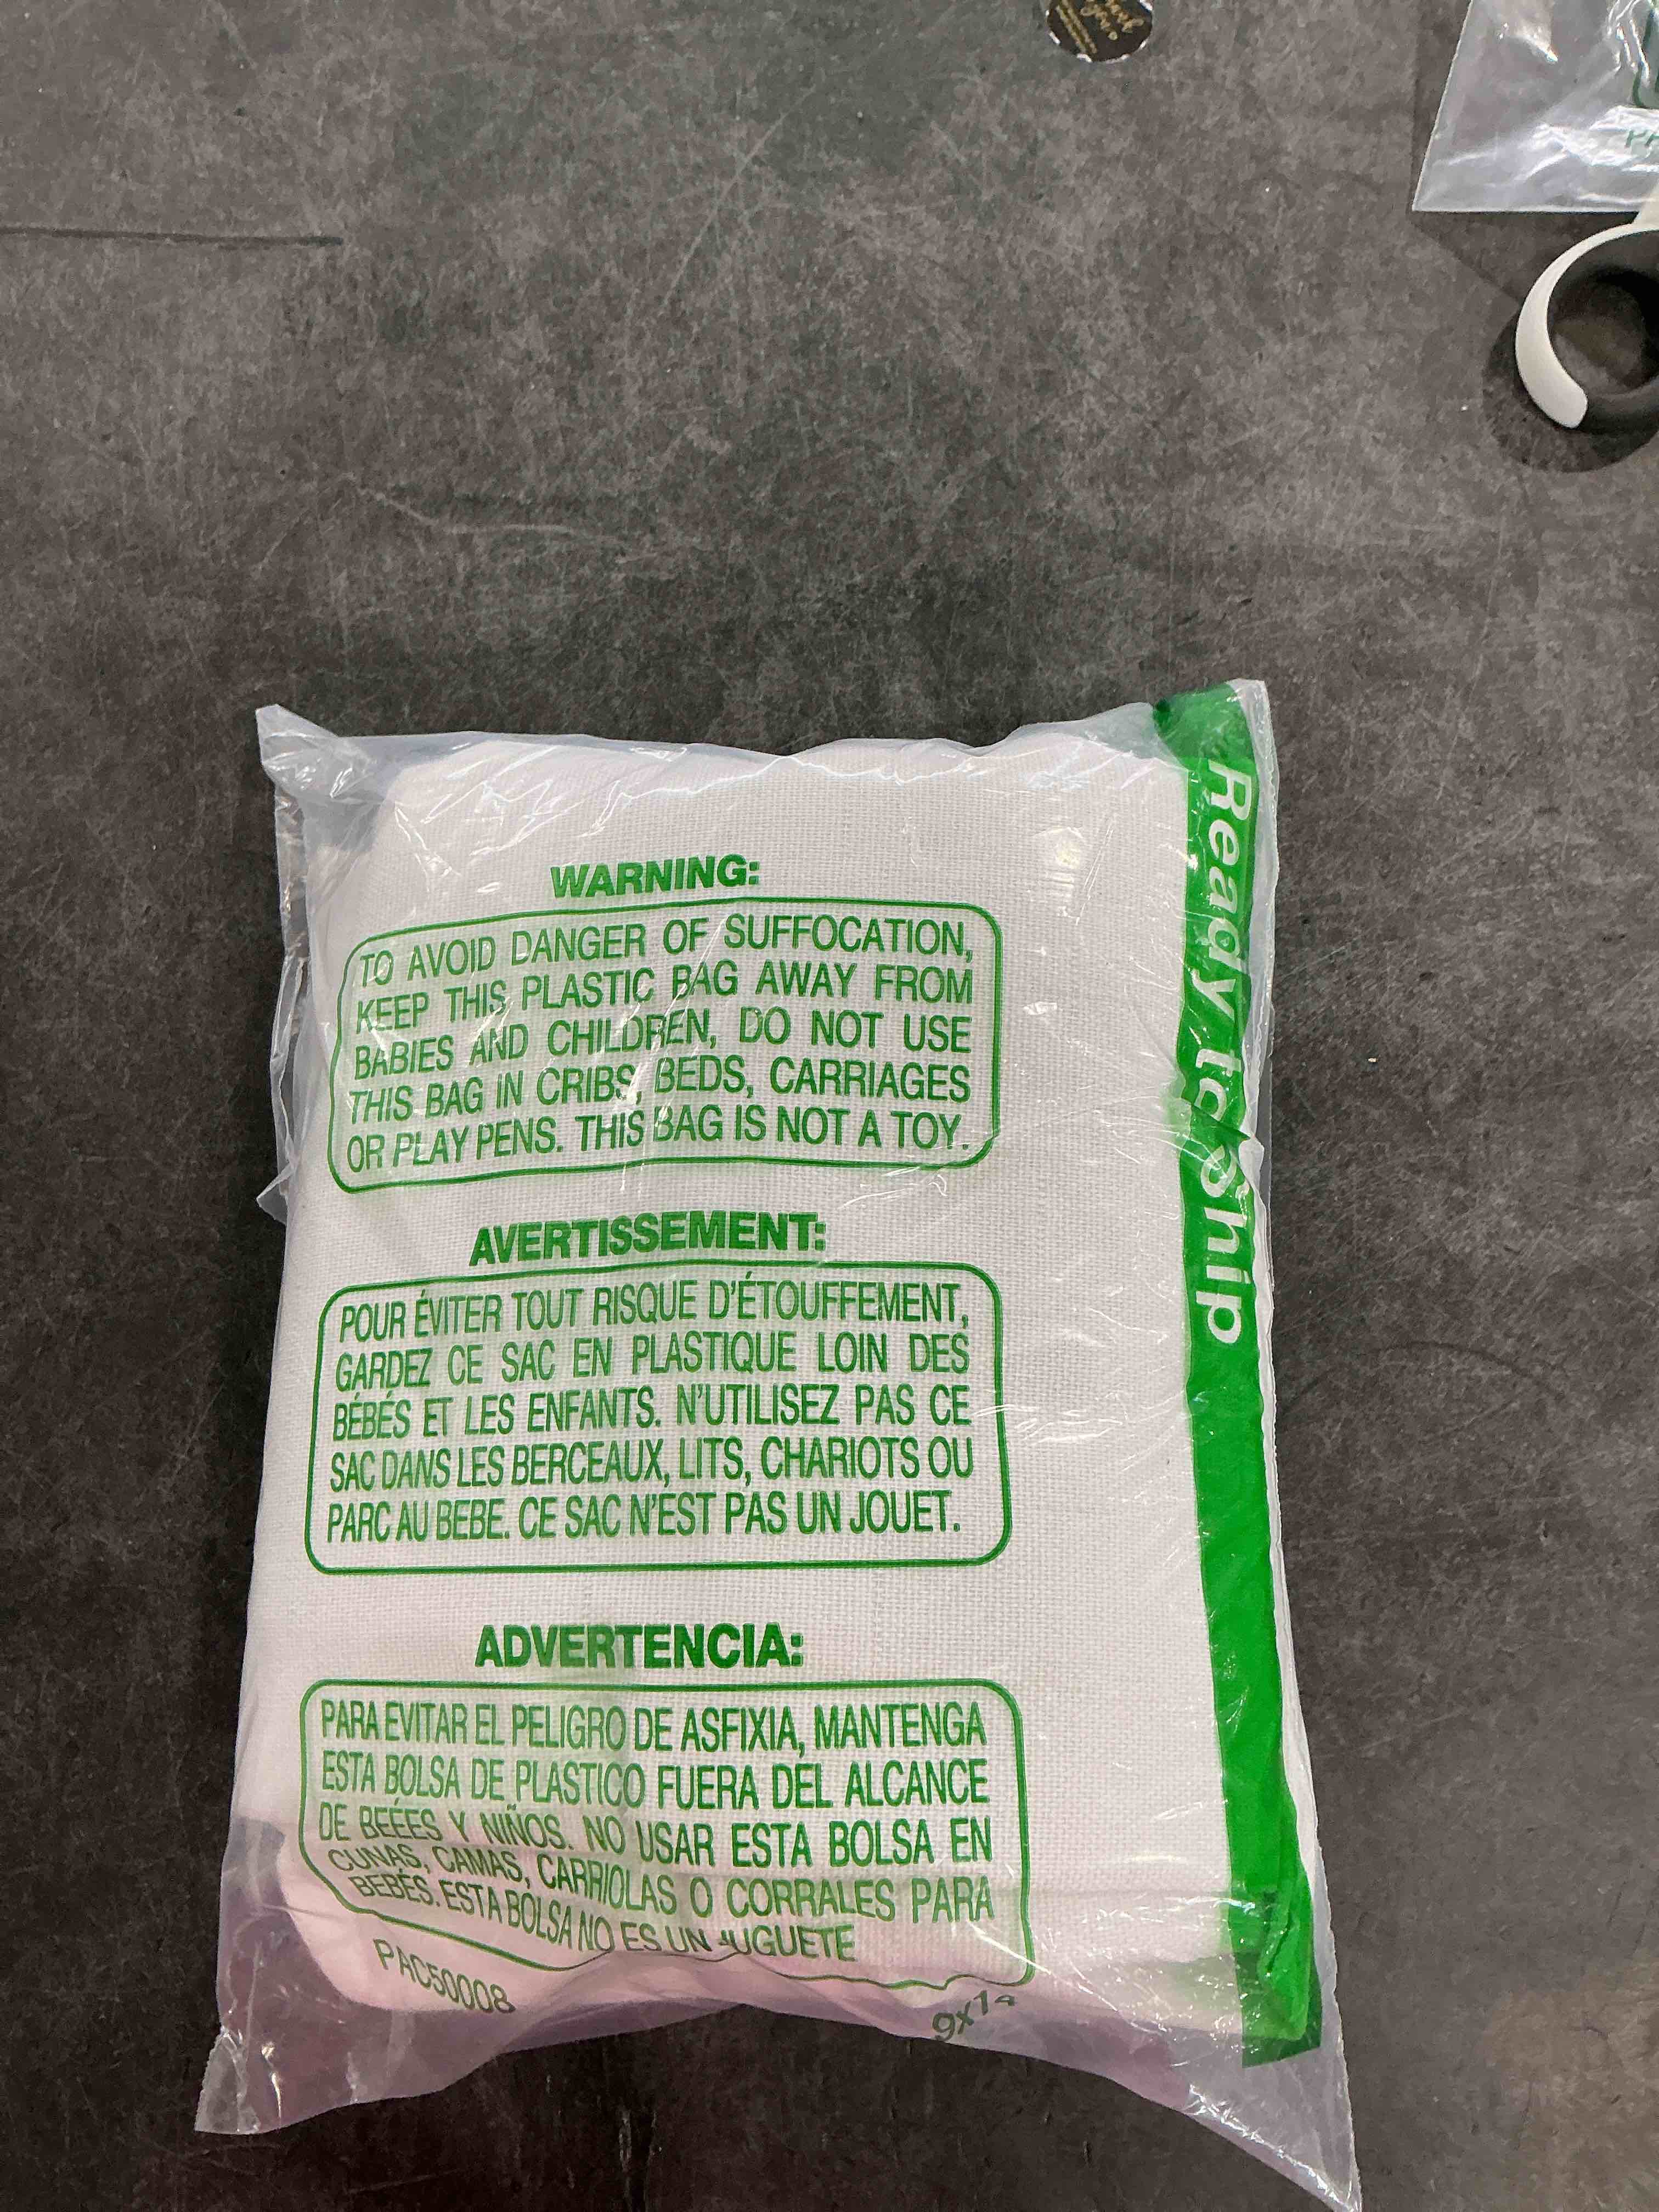 WARNING:
TO AVOID DANGER OF SUFFOCATION,
KEEP THIS PLASTIC BAG AWAY FROM
BABIES AND CHILDREN, DO NOT USE
THIS BAG IN CRIBS, BEDS, CARRIAGES
OR PLAY PENS. THIS BAG IS NOT A TOY.
AVERTISSEMENT:
POUR ÉVITER TOUT RISQUE D'ÉTOUFFEMENT,
GARDEZ CE SAC EN PLASTIQUE LOIN DES
BÉBÉS ET LES ENFANTS. N'UTILISEZ PAS CE
SAC DANS LES BERCEAUX, LITS, CHARIOTS OU
PARC AU BEBE. CE SAC N'EST PAS UN JOUET.
ADVERTENCIA:
PARA EVITAR EL PELIGRO DE ASFIXIA, MANTENGA
ESTA BOLSA DE PLASTICO FUERA DEL ALCANCE
DE BEÉES Y NIÑOS. NO USAR ESTA BOLSA EN
CUNAS, CAMAS, CARRIOLAS O CORRALES PARA
BEBÉS. ESTA BOLSA NO ES UN JUGUETE
PAC50008
Ready to Ship